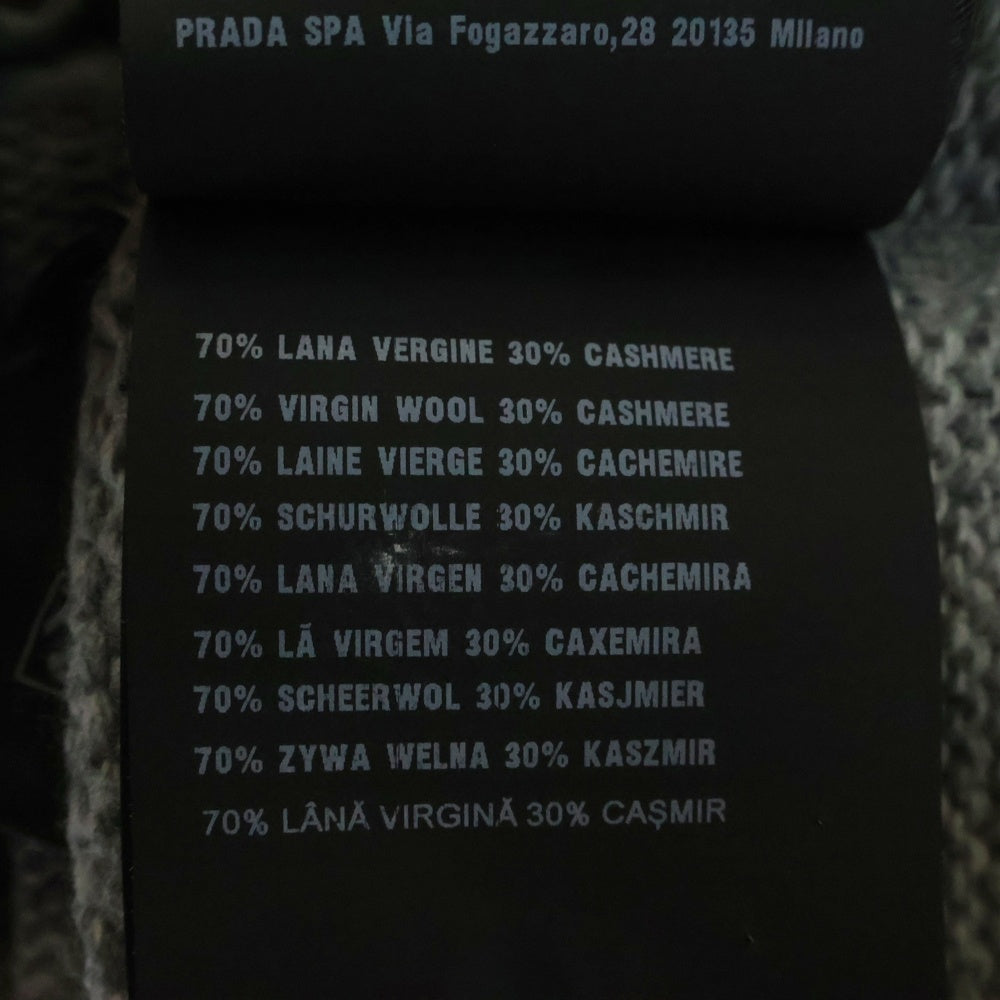 PRADA SPA Via Fogazzaro,28 20135 Milano
70% LANA VERGINE 30% CASHMERE
70% VIRGIN WOOL 30% CASHMERE
70% LAINE VIERGE 30% CACHEMIRE
70% SCHURWOLLE 30% KASCHMIR
70% LANA VIRGEN 30% CACHEMIRA
70% LÃ VIRGEM 30% CAXEMIRA
70% SCHEERWOL 30% KASJMIER
70% ZYWA WELNA 30% KASZMIR
70% LÂNĂ VIRGINĂ 30% CAŞMIR